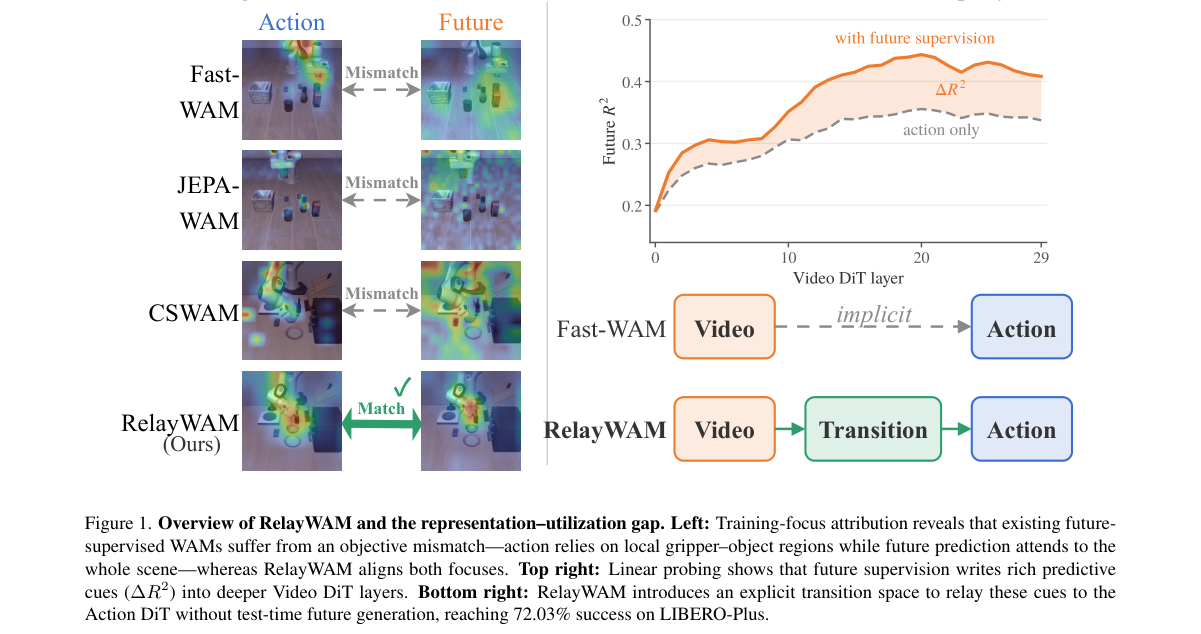 Action
Future
Fast-
WAM
Mismatch
JEPA-
WAM
Mismatch
CSWAM
Mismatch
RelayWAM
(Ours)
✓
Match
0.5
0.4
0.3
0.2
Future R²
with future supervision
ΔR²
action only
0
10
20
29
Video DiT layer
Fast-WAM
Video
implicit
Action
RelayWAM
Video
Transition
Action
Figure 1. Overview of RelayWAM and the representation–utilization gap. Left: Training-focus attribution reveals that existing future-
supervised WAMs suffer from an objective mismatch—action relies on local gripper–object regions while future prediction attends to the
whole scene—whereas RelayWAM aligns both focuses. Top right: Linear probing shows that future supervision writes rich predictive
cues (ΔR²) into deeper Video DiT layers. Bottom right: RelayWAM introduces an explicit transition space to relay these cues to the
Action DiT without test-time future generation, reaching 72.03% success on LIBERO-Plus.